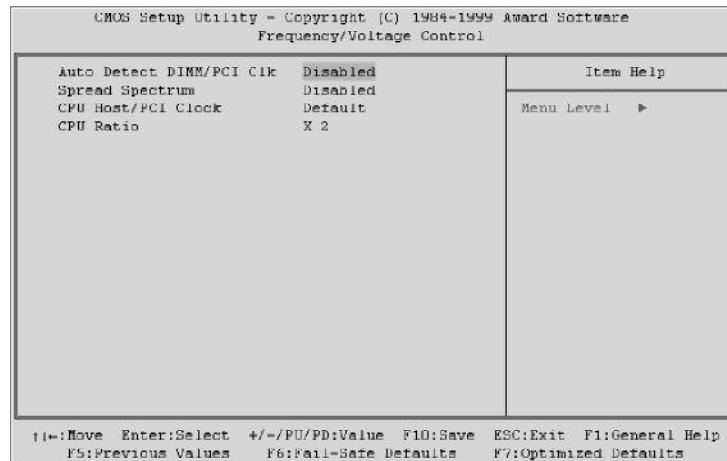 CMOS Setup Utility - Copyright (C) 1984-1999 Award Software
Frequency/Voltage Control
Auto Detect DIMM/PCI Clk Disabled
Spread Spectrum Disabled
CPU Host/PCI Clock Default
CPU Ratio X 2
Item Help
Menu Level ▶
↑↓←:Move Enter:Select +/-/PU/PD:Value F10:Save ESC:Exit F1:General Help
F5:Previous Values F6:Fail-Safe Defaults F7:Optimized Defaults